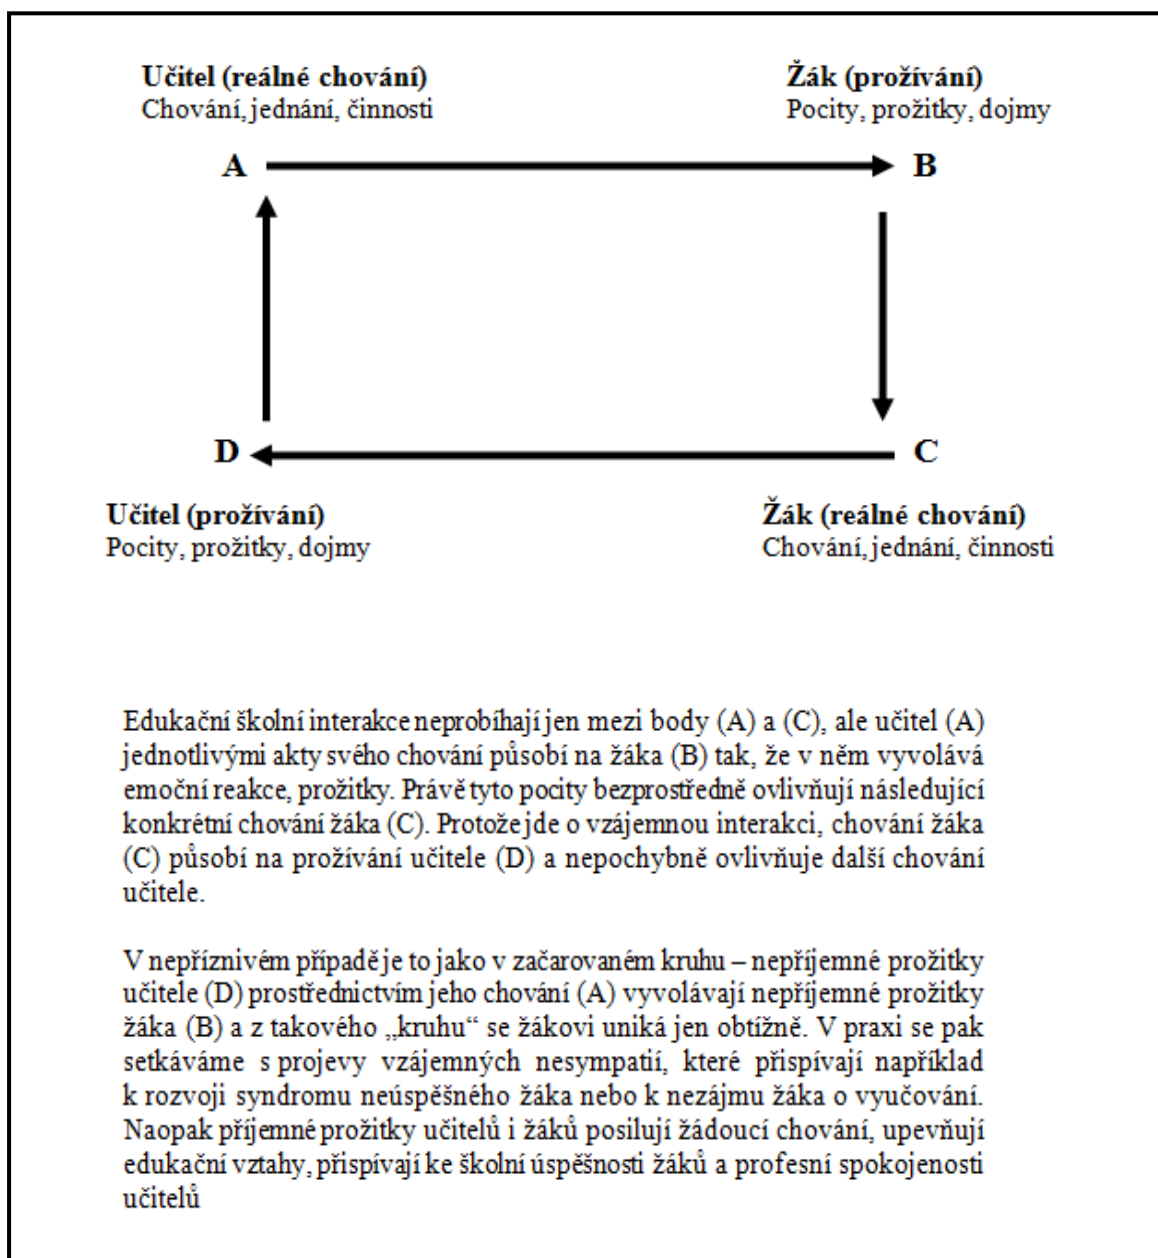 Učitel (reálné chování)
Chování, jednání, činnosti
Žák (prožívání)
Pocity, prožitky, dojmy
A
B
D
C
Učitel (prožívání)
Pocity, prožitky, dojmy
Žák (reálné chování)
Chování, jednání, činnosti
Edukační školní interakce neprobíhají jen mezi body (A) a (C), ale učitel (A)
jednotlivými akty svého chování působí na žáka (B) tak, že v něm vyvolává
emoční reakce, prožitky. Právě tyto pocity bezprostředně ovlivňují následující
konkrétní chování žáka (C). Protože jde o vzájemnou interakci, chování žáka
(C) působí na prožívání učitele (D) a nepochybně ovlivňuje další chování
učitele.
V nepříznivém případě je to jako v začarovaném kruhu – nepříjemné prožitky
učitele (D) prostřednictvím jeho chování (A) vyvolávají nepříjemné prožitky
žáka (B) a z takového „kruhu“ se žákovi uniká jen obtížně. V praxi se pak
setkáváme s projevy vzájemných nesympatií, které přispívají například
k rozvoji syndromu neúspěšného žáka nebo k nezájmu žáka o vyučování.
Naopak příjemné prožitky učitelů i žáků posilují žádoucí chování, upevňují
edukační vztahy, přispívají ke školní úspěšnosti žáků a profesní spokojenosti
učitelů